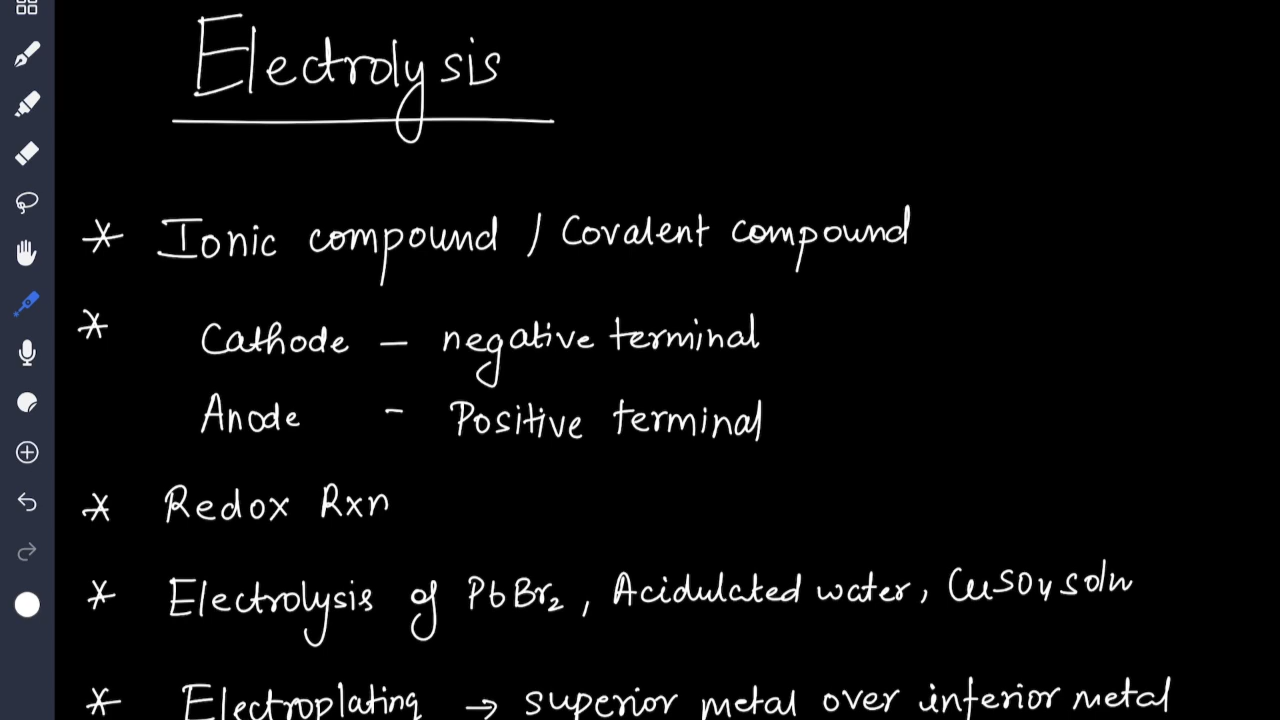 Electrolysis
* Ionic compound / Covalent compound
* Cathode – negative terminal
Anode - Positive terminal
* Redox Rxn
* Electrolysis of PbBr₂, Acidulated water, CuSO4 soln
* Electroplating → superior metal over inferior metal